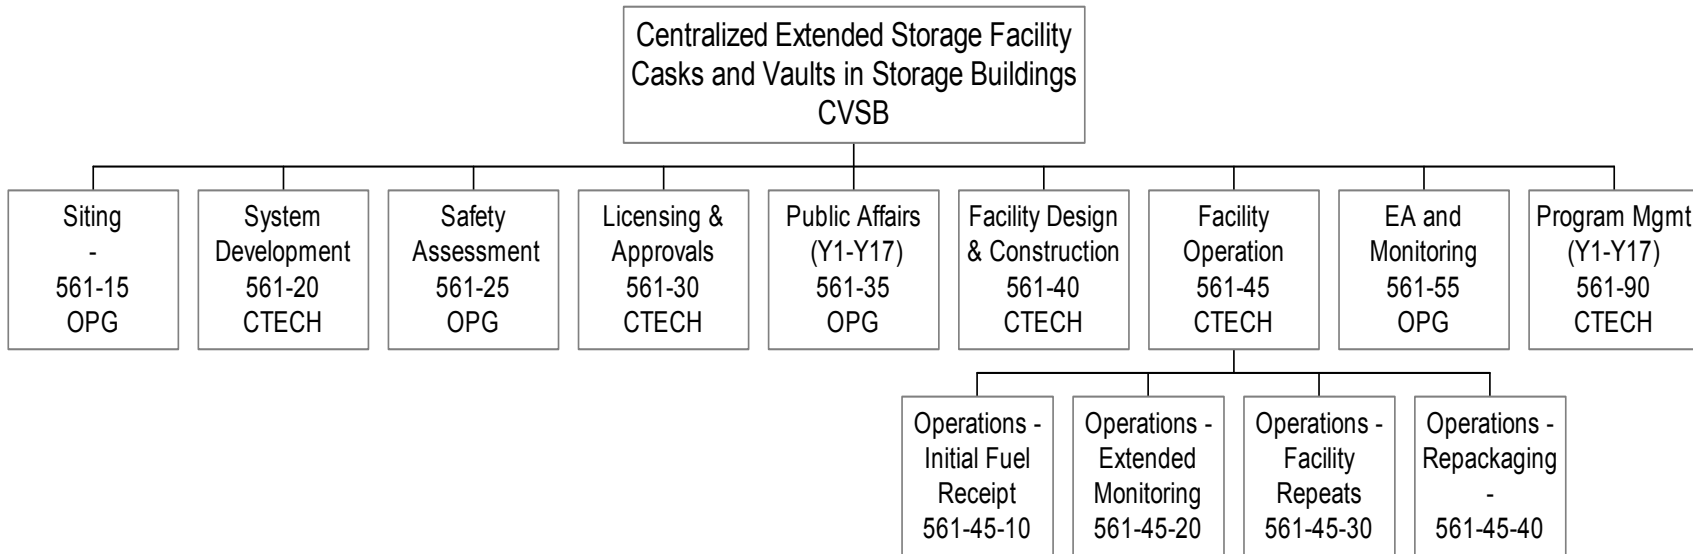 Centralized Extended Storage Facility
Casks and Vaults in Storage Buildings
CVSB
Siting
-
561-15
OPG
System
Development
561-20
CTECH
Safety
Assessment
561-25
OPG
Licensing &
Approvals
561-30
CTECH
Public Affairs
(Y1-Y17)
561-35
OPG
Facility Design
& Construction
561-40
CTECH
Facility
Operation
561-45
CTECH
EA and
Monitoring
561-55
OPG
Program Mgmt
(Y1-Y17)
561-90
CTECH
Operations -
Initial Fuel
Receipt
561-45-10
Operations -
Extended
Monitoring
561-45-20
Operations -
Facility
Repeats
561-45-30
Operations -
Repackaging
-
561-45-40